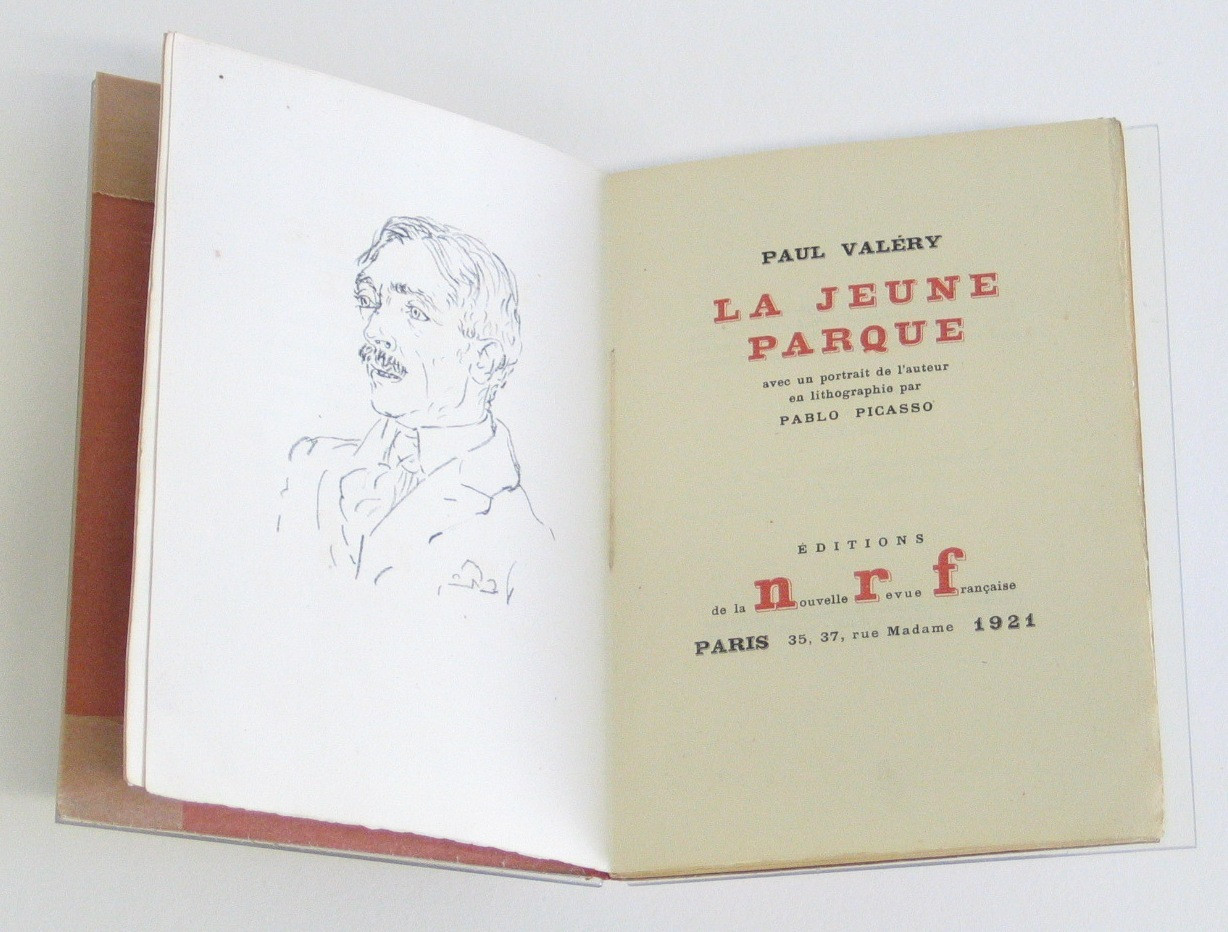 PAUL VALÉRY
LA JEUNE
PARQUE
avec un portrait de l'auteur
en lithographie par
PABLO PICASSO
ÉDITIONS
de la nouvelle revue française
PARIS 35, 37, rue Madame 1921